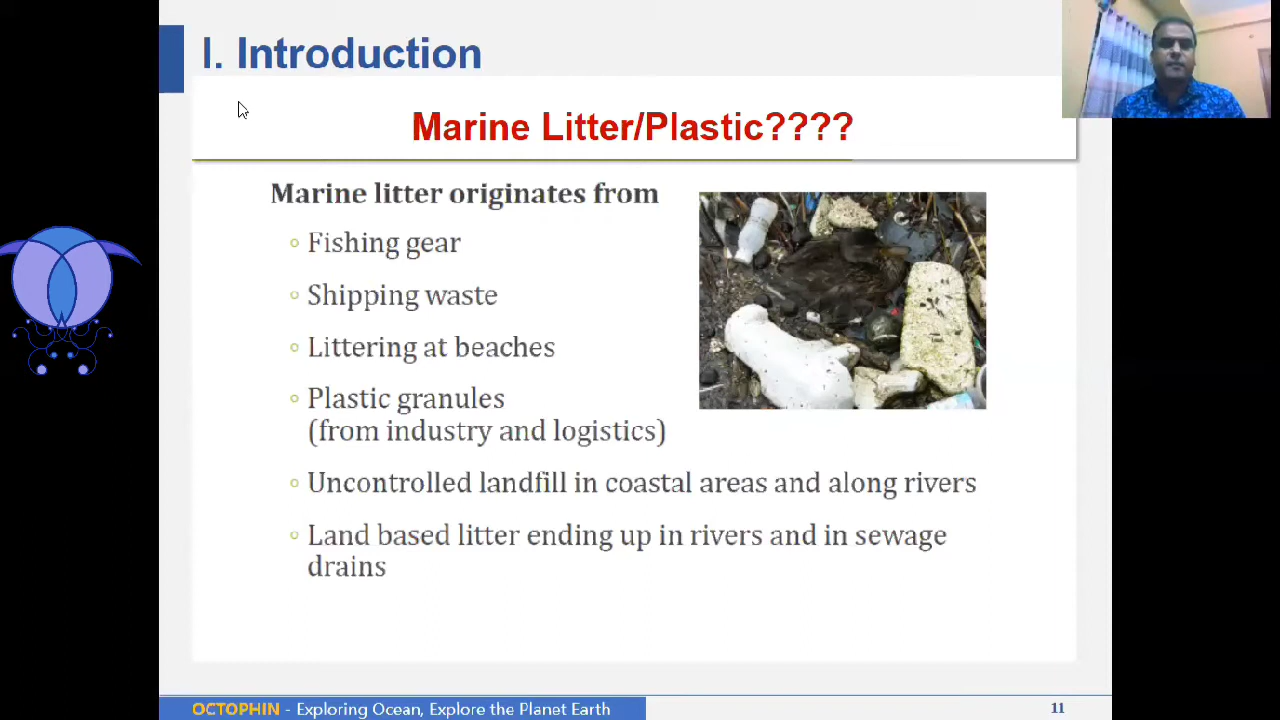 I. Introduction
Marine Litter/Plastic????
Marine litter originates from
Fishing gear
Shipping waste
Littering at beaches
Plastic granules
(from industry and logistics)
Uncontrolled landfill in coastal areas and along rivers
Land based litter ending up in rivers and in sewage
drains
OCTOPHIN - Exploring Ocean, Explore the Planet Earth
11